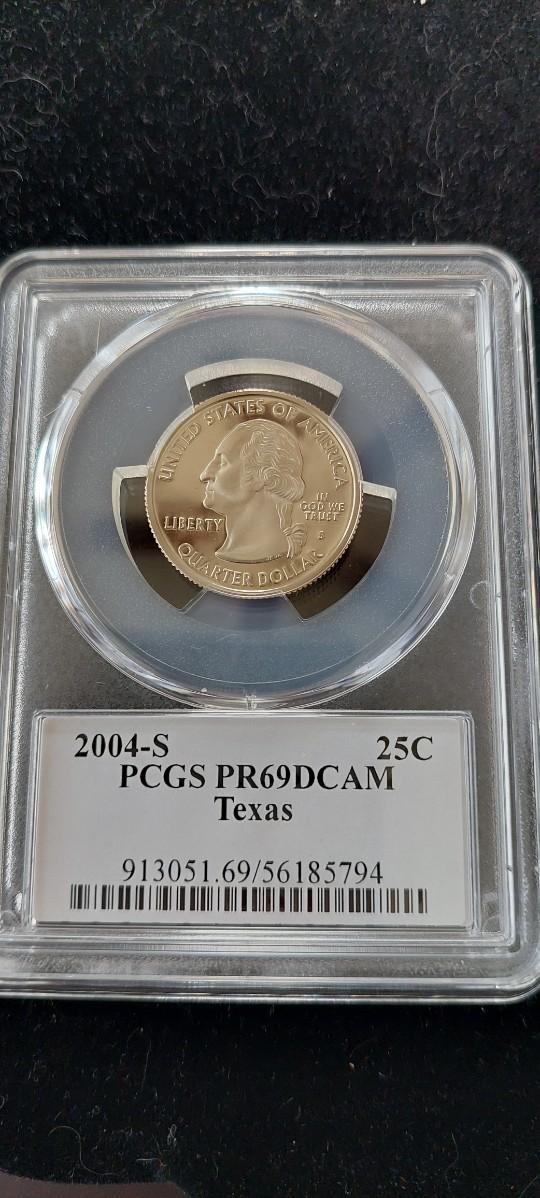 UNITED STATES OF AMERICA
LIBERTY
IN
GOD WE
TRUST
S
QUARTER DOLLAR
2004-S 25C
PCGS PR69DCAM
Texas
913051.69/56185794